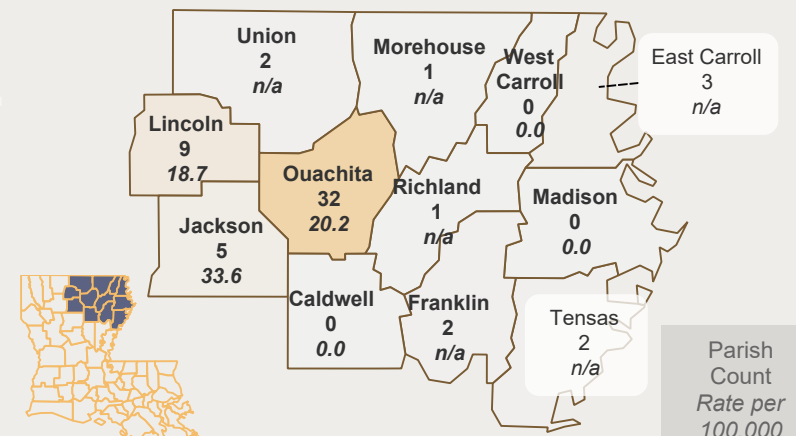 Union
2
n/a
Morehouse
1
n/a
West
Carroll
0
0.0
East Carroll
3
n/a
Lincoln
9
18.7
Ouachita
32
20.2
Richland
1
n/a
Madison
0
0.0
Jackson
5
33.6
Caldwell
0
0.0
Franklin
2
n/a
Tensas
2
n/a
Parish
Count
Rate per
100,000